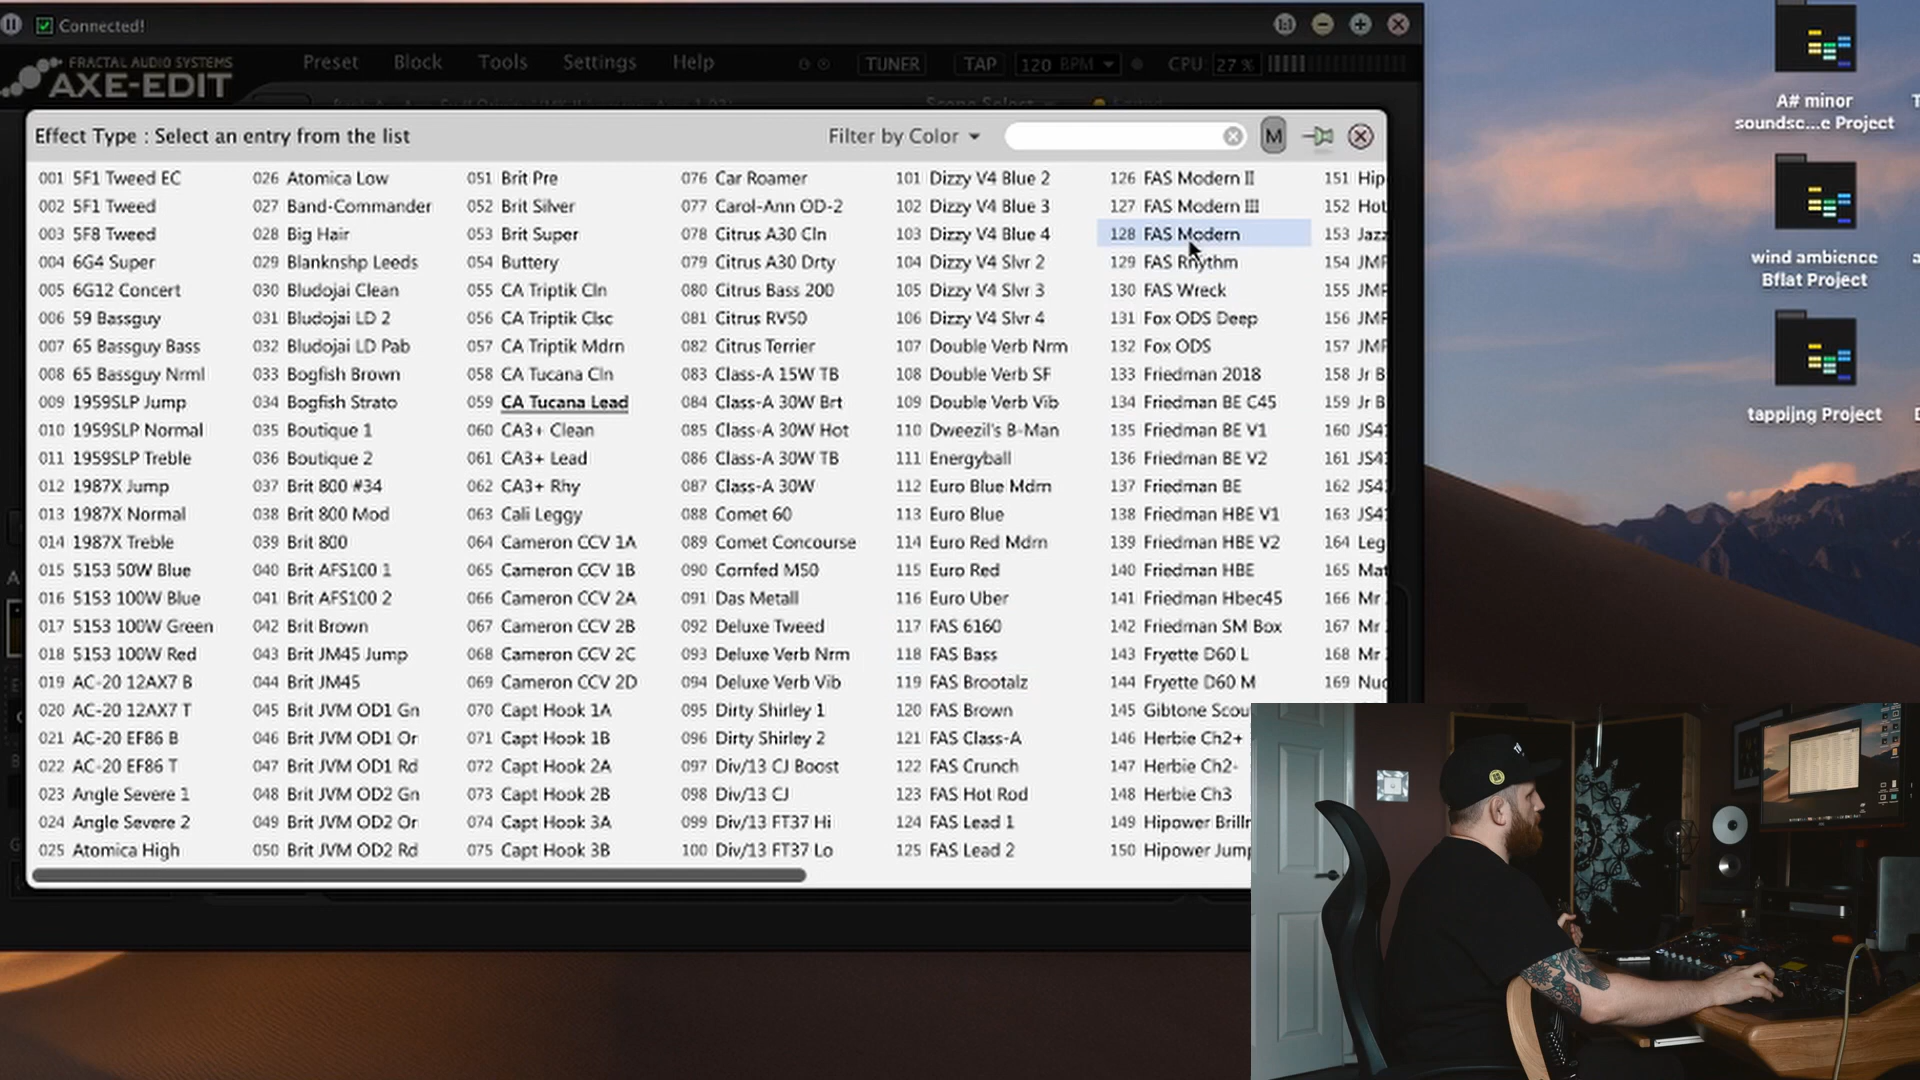 Connected!
FRACTAL AUDIO SYSTEMS
AXE-EDIT
Preset Block Tools Settings Help
TUNER TAP 120 BPM CPU: 27 %
Effect Type : Select an entry from the list
Filter by Color
M
001 5F1 Tweed EC
002 5F1 Tweed
003 5F8 Tweed
004 6G4 Super
005 6G12 Concert
006 59 Bassguy
007 65 Bassguy Bass
008 65 Bassguy Nrml
009 1959SLP Jump
010 1959SLP Normal
011 1959SLP Treble
012 1987X Jump
013 1987X Normal
014 1987X Treble
015 5153 50W Blue
016 5153 100W Blue
017 5153 100W Green
018 5153 100W Red
019 AC-20 12AX7 B
020 AC-20 12AX7 T
021 AC-20 EF86 B
022 AC-20 EF86 T
023 Angle Severe 1
024 Angle Severe 2
025 Atomica High
026 Atomica Low
027 Band-Commander
028 Big Hair
029 Blanknshp Leeds
030 Bludojai Clean
031 Bludojai LD 2
032 Bludojai LD Pab
033 Bogfish Brown
034 Bogfish Strato
035 Boutique 1
036 Boutique 2
037 Brit 800 #34
038 Brit 800 Mod
039 Brit 800
040 Brit AFS100 1
041 Brit AFS100 2
042 Brit Brown
043 Brit JM45 Jump
044 Brit JM45
045 Brit JVM OD1 Gn
046 Brit JVM OD1 Or
047 Brit JVM OD1 Rd
048 Brit JVM OD2 Gn
049 Brit JVM OD2 Or
050 Brit JVM OD2 Rd
051 Brit Pre
052 Brit Silver
053 Brit Super
054 Buttery
055 CA Triptik Cln
056 CA Triptik Clsc
057 CA Triptik Mdrn
058 CA Tucana Cln
059 CA Tucana Lead
060 CA3+ Clean
061 CA3+ Lead
062 CA3+ Rhy
063 Cali Leggy
064 Cameron CCV 1A
065 Cameron CCV 1B
066 Cameron CCV 2A
067 Cameron CCV 2B
068 Cameron CCV 2C
069 Cameron CCV 2D
070 Capt Hook 1A
071 Capt Hook 1B
072 Capt Hook 2A
073 Capt Hook 2B
074 Capt Hook 3A
075 Capt Hook 3B
076 Car Roamer
077 Carol-Ann OD-2
078 Citrus A30 Cln
079 Citrus A30 Drty
080 Citrus Bass 200
081 Citrus RV50
082 Citrus Terrier
083 Class-A 15W TB
084 Class-A 30W Brt
085 Class-A 30W Hot
086 Class-A 30W TB
087 Class-A 30W
088 Comet 60
089 Comet Concourse
090 Cornfed M50
091 Das Metall
092 Deluxe Tweed
093 Deluxe Verb Nrm
094 Deluxe Verb Vib
095 Dirty Shirley 1
096 Dirty Shirley 2
097 Div/13 CJ Boost
098 Div/13 CJ
099 Div/13 FT37 Hi
100 Div/13 FT37 Lo
101 Dizzy V4 Blue 2
102 Dizzy V4 Blue 3
103 Dizzy V4 Blue 4
104 Dizzy V4 Slvr 2
105 Dizzy V4 Slvr 3
106 Dizzy V4 Slvr 4
107 Double Verb Nrm
108 Double Verb SF
109 Double Verb Vib
110 Dweezil's B-Man
111 Energyball
112 Euro Blue Mdrn
113 Euro Blue
114 Euro Red Mdrn
115 Euro Red
116 Euro Uber
117 FAS 6160
118 FAS Bass
119 FAS Brootalz
120 FAS Brown
121 FAS Class-A
122 FAS Crunch
123 FAS Hot Rod
124 FAS Lead 1
125 FAS Lead 2
126 FAS Modern II
127 FAS Modern III
128 FAS Modern
129 FAS Rhythm
130 FAS Wreck
131 Fox ODS Deep
132 Fox ODS
133 Friedman 2018
134 Friedman BE C45
135 Friedman BE V1
136 Friedman BE V2
137 Friedman BE
138 Friedman HBE V1
139 Friedman HBE V2
140 Friedman HBE
141 Friedman Hbec45
142 Friedman SM Box
143 Fryette D60 L
144 Fryette D60 M
145 Gibtone Scou
146 Herbie Ch2+
147 Herbie Ch2-
148 Herbie Ch3
149 Hipower Brillr
150 Hipower Jump
151 Hip
152 Hot
153 Jazz
154 JMP
155 JMP
156 JMP
157 JMP
158 Jr B
159 Jr B
160 JS41
161 JS41
162 JS41
163 JS41
164 Leg
165 Mat
166 Mr
167 Mr
168 Mr
169 Nuc
A# minor
soundsc...e Project
wind ambience
Bflat Project
tappijng Project